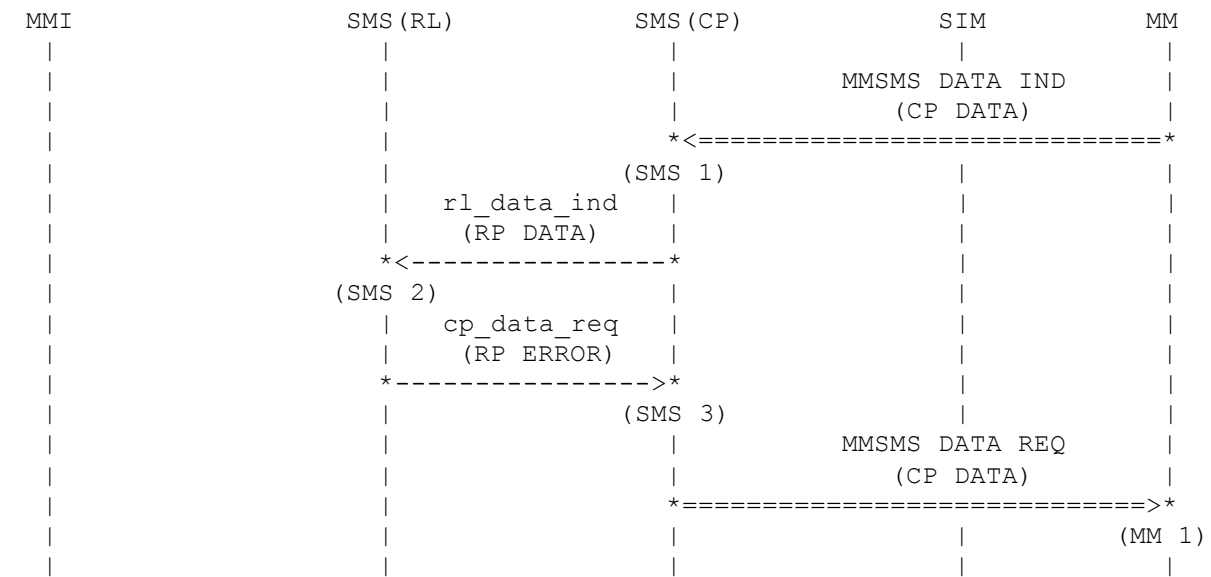 MMI SMS(RL) SMS(CP) SIM MM
MMSMS DATA IND
(CP DATA)
*<=============================*
(SMS 1)
rl_data_ind
(RP DATA)
*<----------------*
(SMS 2)
cp_data_req
(RP ERROR)
*---------------->*
(SMS 3)
MMSMS DATA REQ
(CP DATA)
*=============================>*
(MM 1)